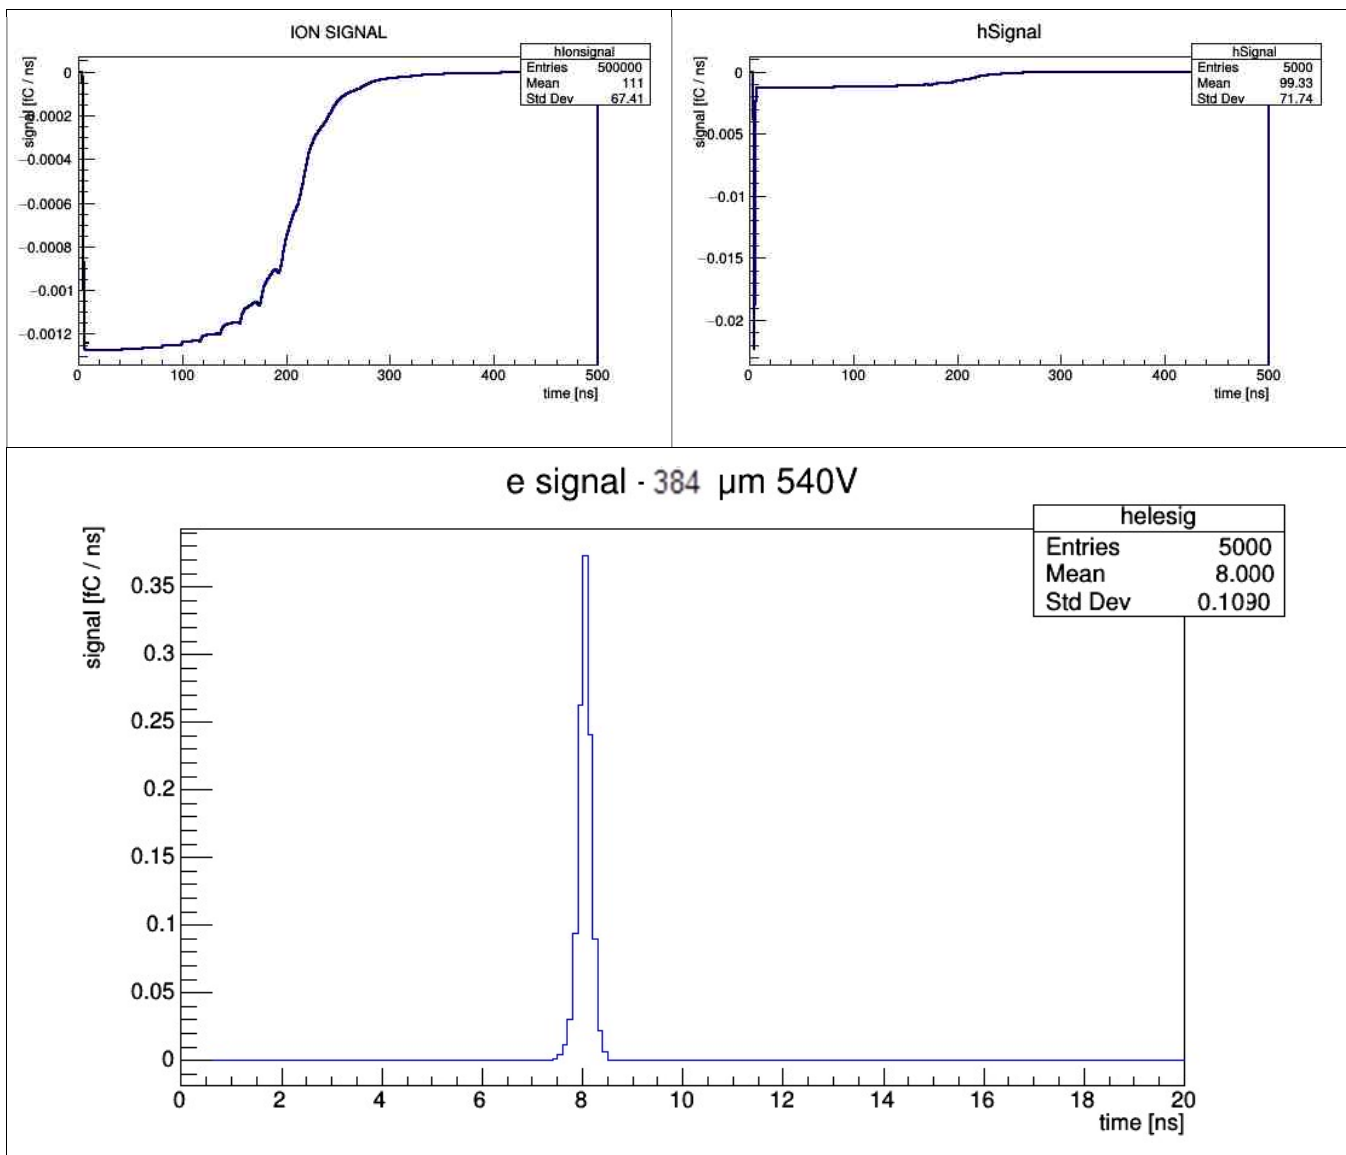 ION SIGNAL
signal [fC / ns]
hIonsignal
Entries 500000
Mean 111
Std Dev 67.41
0
−0.0002
−0.0004
−0.0006
−0.0008
−0.001
−0.0012
0 100 200 300 400 500
time [ns]
hSignal
signal [fC / ns]
hSignal
Entries 5000
Mean 99.33
Std Dev 71.74
0
−0.005
−0.01
−0.015
−0.02
0 100 200 300 400 500
time [ns]
e signal - 384 µm 540V
signal [fC / ns]
helesig
Entries 5000
Mean 8.000
Std Dev 0.1090
0.35
0.3
0.25
0.2
0.15
0.1
0.05
0
0 2 4 6 8 10 12 14 16 18 20
time [ns]